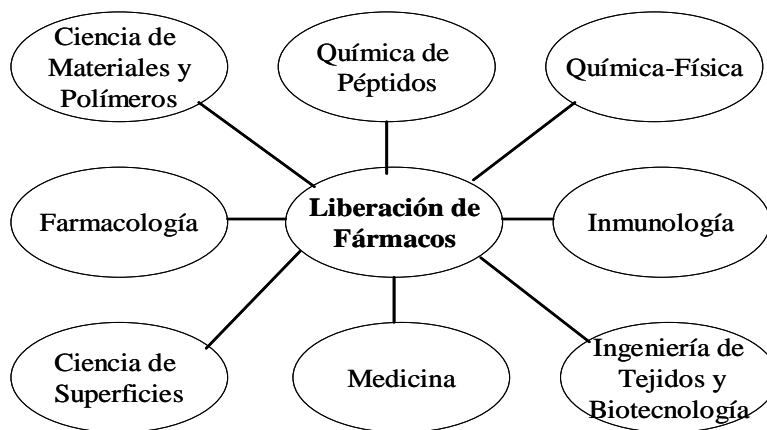 Ciencia de
Materiales y
Polímeros
Química de
Péptidos
Química-Física
Farmacología
Liberación de
Fármacos
Inmunología
Ciencia de
Superficies
Medicina
Ingeniería de
Tejidos y
Biotecnología